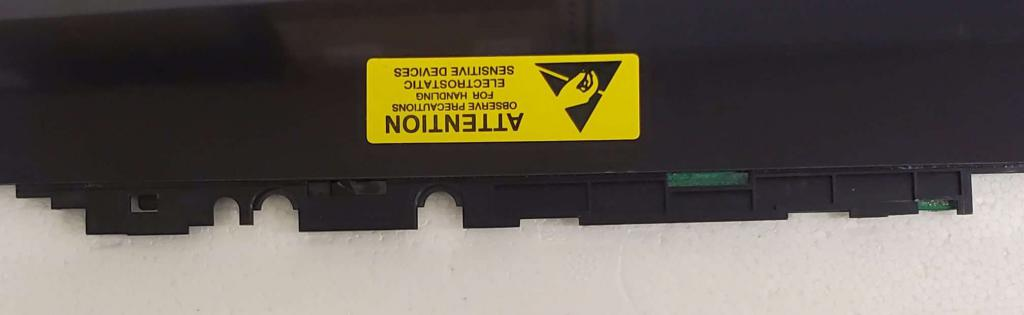 ATTENTION
OBSERVE PRECAUTIONS
FOR HANDLING
ELECTROSTATIC
SENSITIVE DEVICES